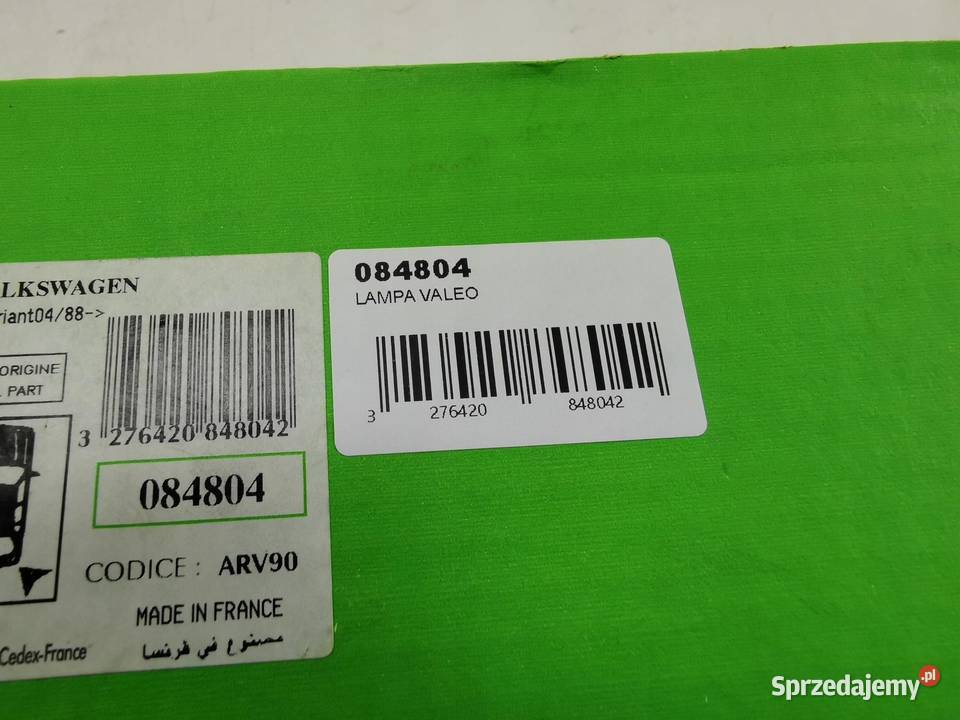 LKSWAGEN
riant04/88->
ORIGINE
PART
3 276420 848042
084804
CODICE : ARV90
MADE IN FRANCE
Cedex-France
مصنوع في فرنسا
084804
LAMPA VALEO
3 276420 848042
Sprzedajemy.pl